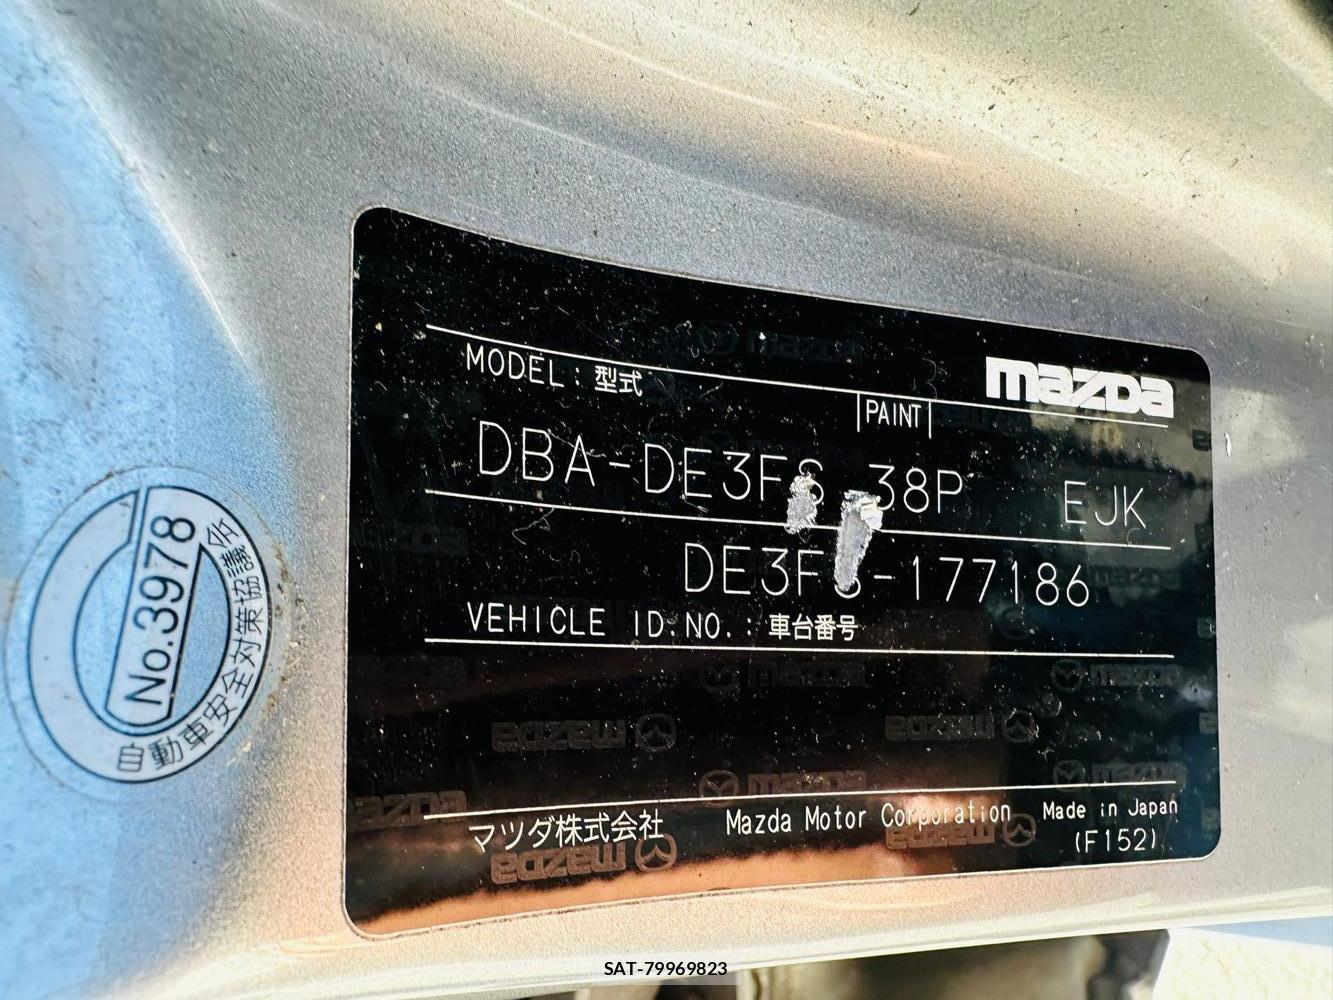 mazda
MODEL: 型式
PAINT
DBA-DE3FS 38P EJK
DE3FS-177186
VEHICLE ID.NO.: 車台番号
マツダ株式会社 Mazda Motor Corporation Made in Japan
(F152)
No.3978
自動車安全対策協議会
SAT-79969823